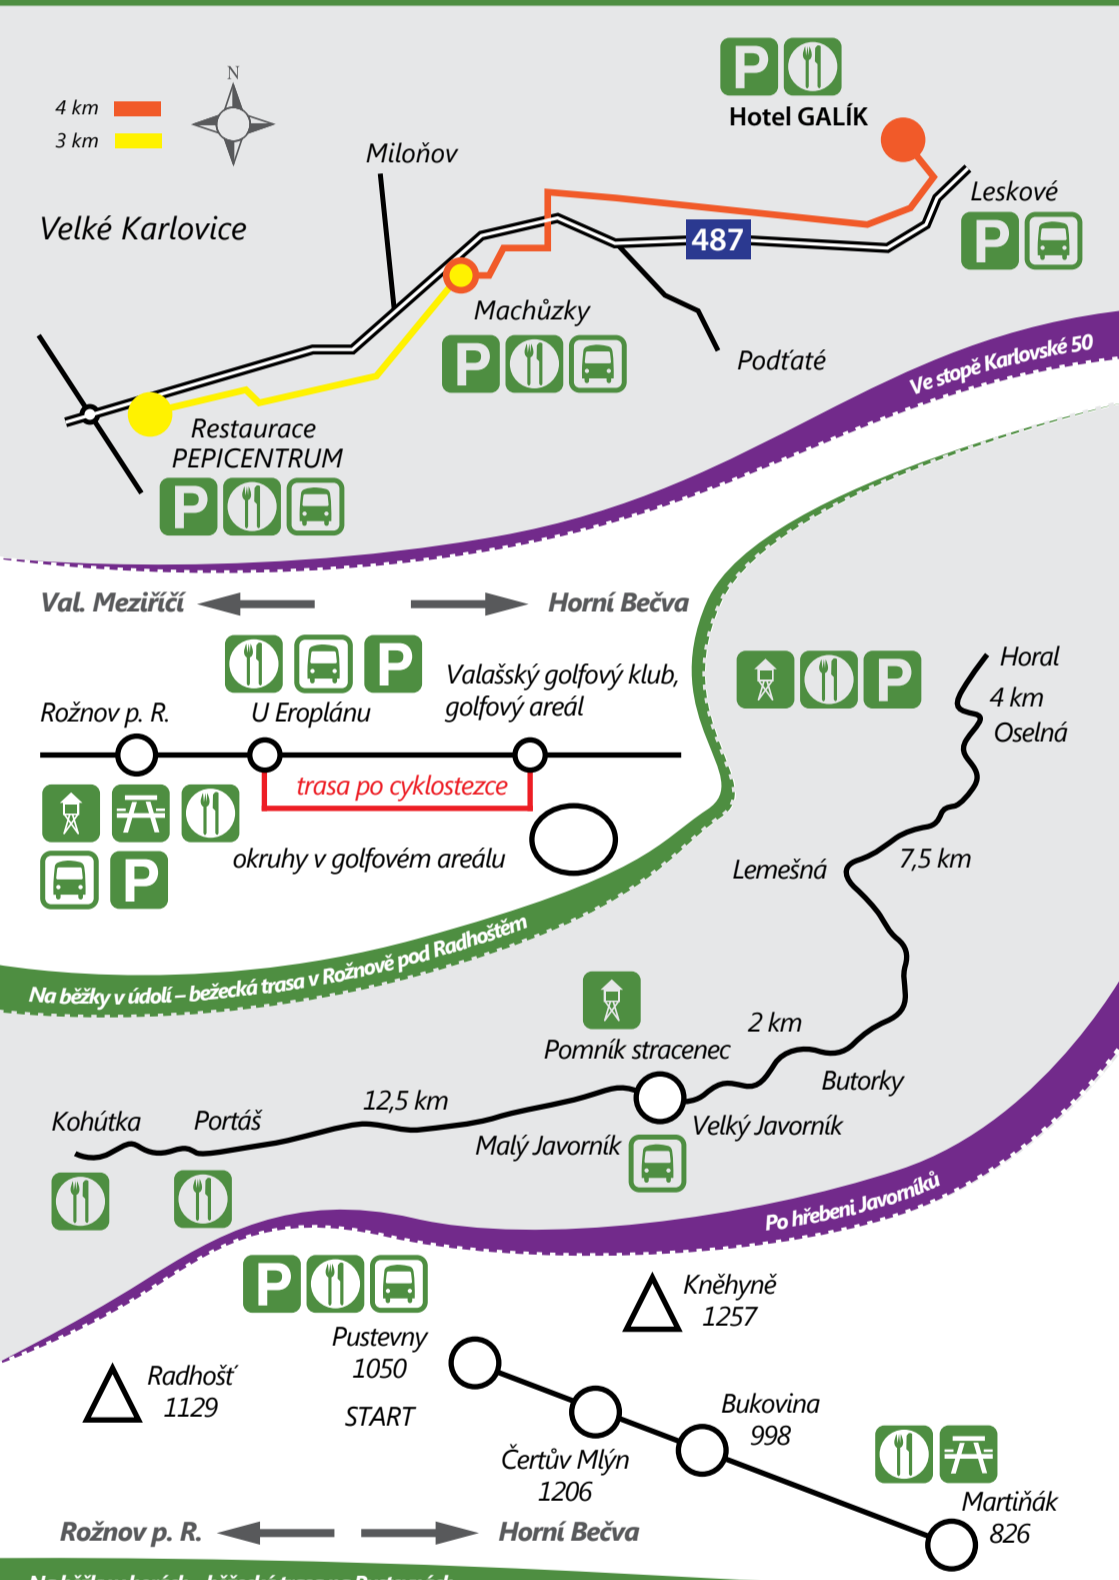 N
4 km
3 km
Velké Karlovice
Miloňov
P
Hotel GALÍK
487
Leskové
P
Machůzky
P
Podťaté
Restaurace
PEPICENTRUM
P
Ve stopě Karlovské 50
Val. Meziříčí
Horní Bečva
P
Rožnov p. R.
U Eroplánu
Valašský golfový klub,
golfový areál
trasa po cyklostezce
okruhy v golfovém areálu
P
Na běžky v údolí – bežecká trasa v Rožnově pod Radhoštěm
P
Horal
4 km
Oselná
7,5 km
Lemešná
2 km
Butorky
Pomník stracenec
Velký Javorník
Malý Javorník
12,5 km
Portáš
Kohútka
Po hřebeni Javorníků
P
Pustevny
1050
START
Radhošť
1129
Kněhyně
1257
Čertův Mlýn
1206
Bukovina
998
Martiňák
826
Rožnov p. R.
Horní Bečva